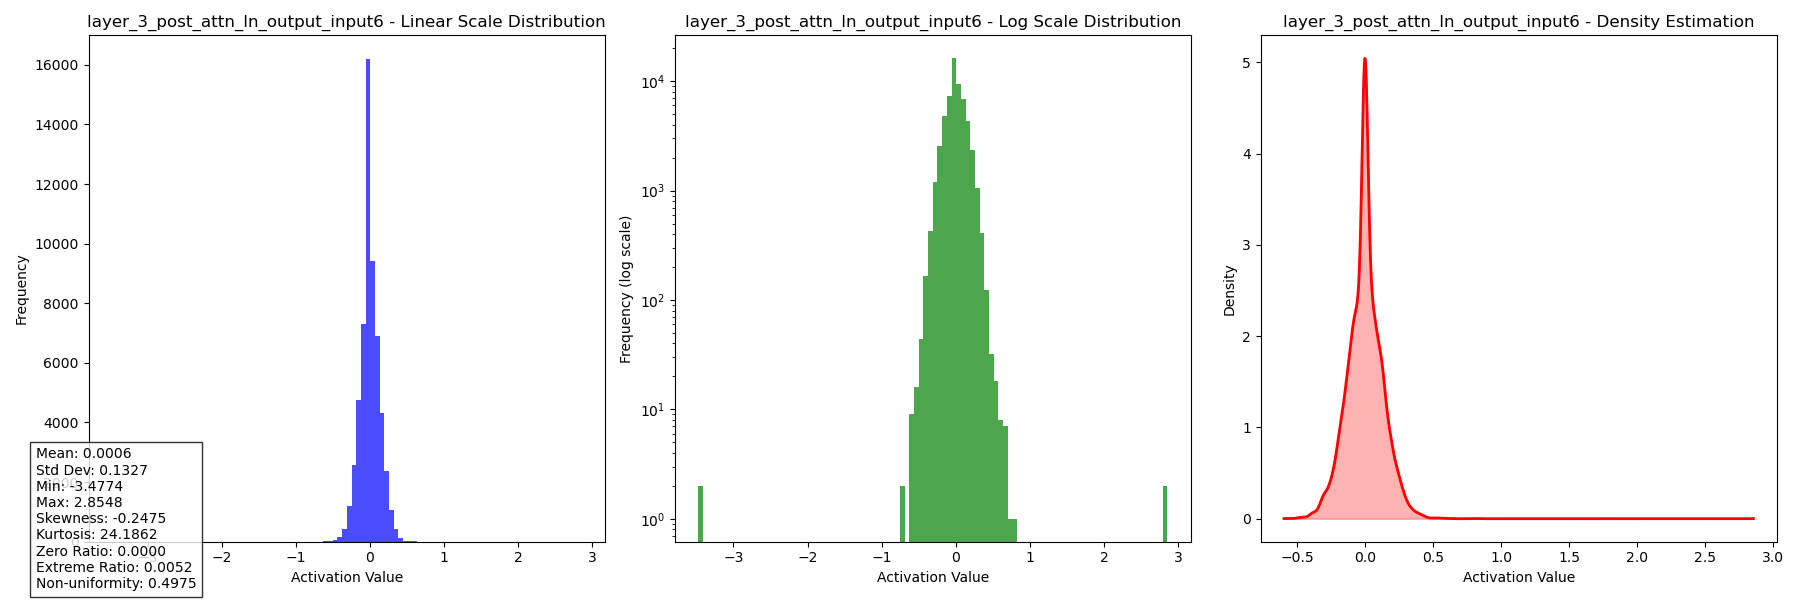 layer_3_post_attn_ln_output_input6 - Linear Scale Distribution
16000
14000
12000
10000
8000
6000
4000
2000
0
Frequency
−2
−1
0
1
2
3
Activation Value
Mean: 0.0006
Std Dev: 0.1327
Min: -3.4774
Max: 2.8548
Skewness: -0.2475
Kurtosis: 24.1862
Zero Ratio: 0.0000
Extreme Ratio: 0.0052
Non-uniformity: 0.4975
layer_3_post_attn_ln_output_input6 - Log Scale Distribution
10⁴
10³
10²
10¹
10⁰
Frequency (log scale)
−3
−2
−1
0
1
2
3
Activation Value
layer_3_post_attn_ln_output_input6 - Density Estimation
5
4
3
2
1
0
Density
−0.5
0.0
0.5
1.0
1.5
2.0
2.5
3.0
Activation Value